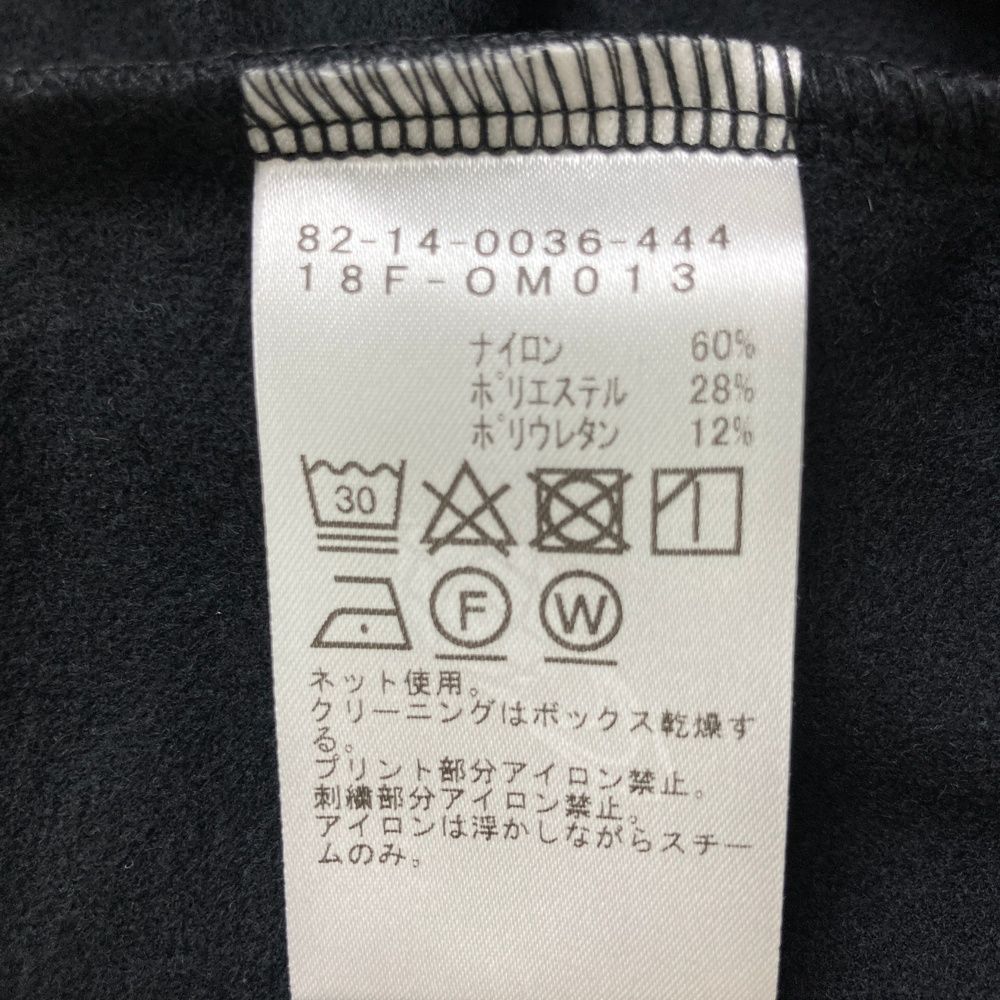 82-14-0036-444
18F-OM013
ナイロン 60%
ポリエステル 28%
ポリウレタン 12%
30
F W
ネット使用。
クリーニングはボックス乾燥す
る。
プリント部分アイロン禁止。
刺繍部分アイロン禁止。
アイロンは浮かしながらスチー
ムのみ。